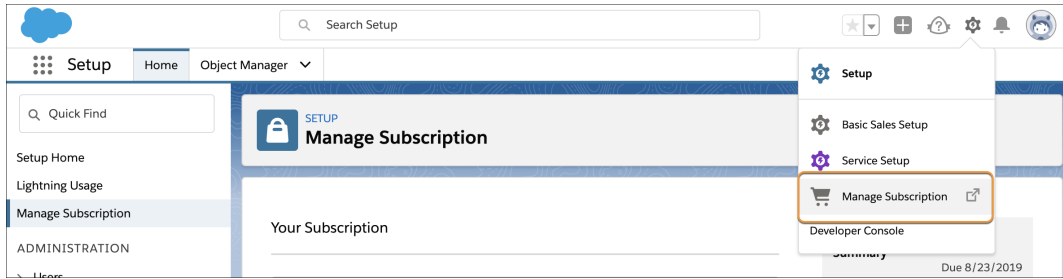 Search Setup
Setup
Home
Object Manager
Setup
Basic Sales Setup
Service Setup
Manage Subscription
Developer Console
Quick Find
Setup Home
Lightning Usage
Manage Subscription
ADMINISTRATION
Users
SETUP
Manage Subscription
Your Subscription
Summary
Due 8/23/2019